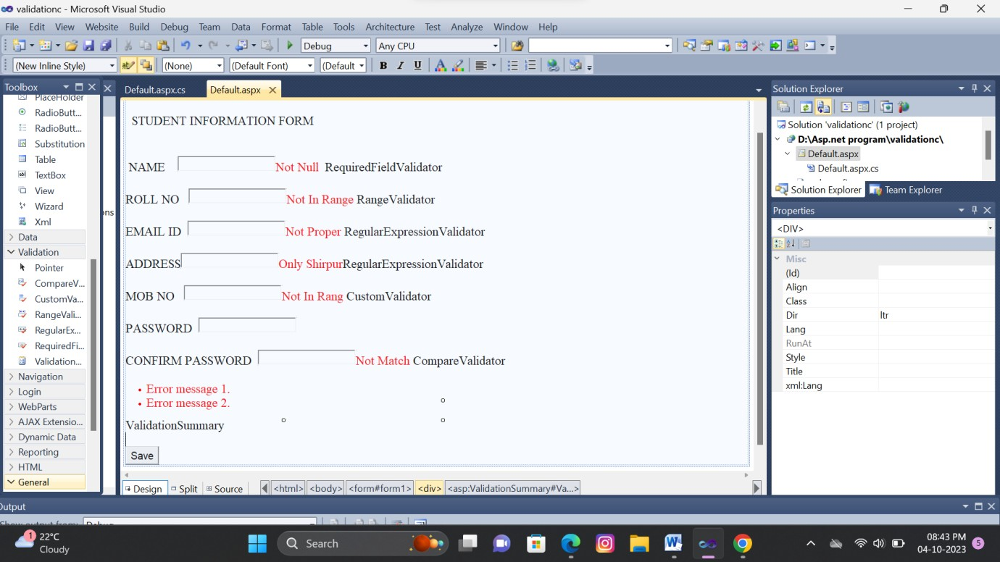 validationc - Microsoft Visual Studio
File Edit View Website Build Debug Team Data Format Table Tools Architecture Test Analyze Window Help
Debug Any CPU
(New Inline Style) (None) (Default Font) (Default B I U
Toolbox
PlaceHolder
RadioButt...
RadioButt...
Substitution
Table
TextBox
View
Wizard
Xml
Data
Validation
Pointer
CompareV...
CustomVa...
RangeVali...
RegularEx...
RequiredFi...
Validation...
Navigation
Login
WebParts
AJAX Extensio...
Dynamic Data
Reporting
HTML
General
ons
Default.aspx.cs Default.aspx
STUDENT INFORMATION FORM
NAME Not Null RequiredFieldValidator
ROLL NO Not In Range RangeValidator
EMAIL ID Not Proper RegularExpressionValidator
ADDRESS Only ShirpurRegularExpressionValidator
MOB NO Not In Rang CustomValidator
PASSWORD
CONFIRM PASSWORD Not Match CompareValidator
• Error message 1.
• Error message 2.
ValidationSummary
Save
Design Split Source <html> <body> <form#form1> <div> <asp:ValidationSummary#Va...>
Solution Explorer
Solution 'validationc' (1 project)
D:\Asp.net program\validationc\
Default.aspx
Default.aspx.cs
Solution Explorer Team Explorer
Properties
<DIV>
Misc
(Id)
Align
Class
Dir ltr
Lang
RunAt
Style
Title
xml:Lang
Output
Show output from: Debug
1 22°C
Cloudy
Search
08:43 PM
04-10-2023
5